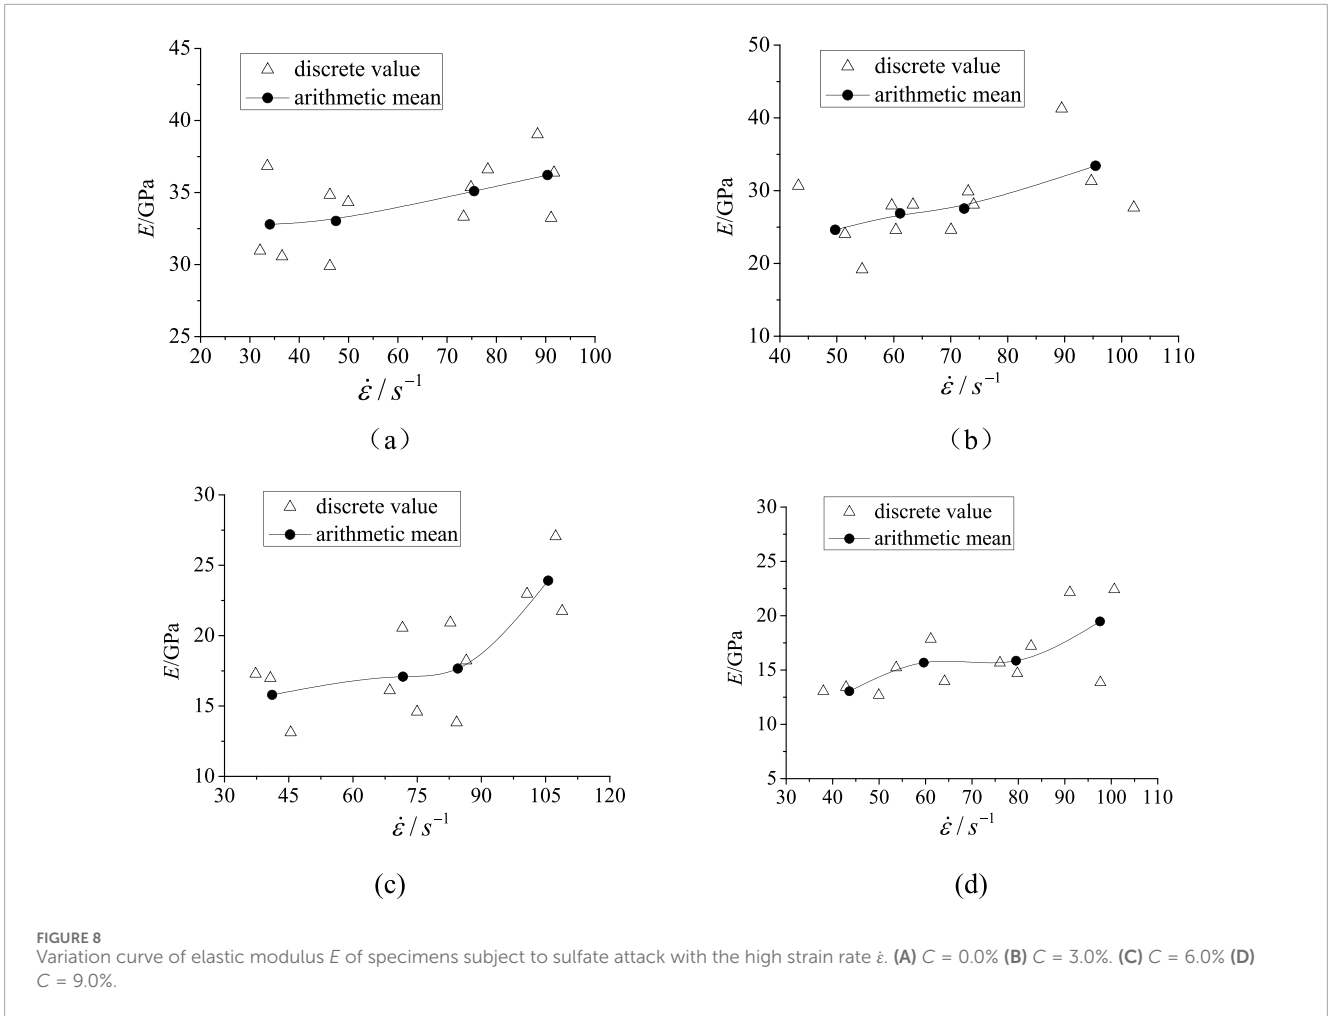 45
40
35
30
25
discrete value
arithmetic mean
E/GPa
20 30 40 50 60 70 80 90 100
ε̇ / s⁻¹
（a）
50
40
30
20
10
discrete value
arithmetic mean
E/GPa
40 50 60 70 80 90 100 110
ε̇ / s⁻¹
（b）
30
25
20
15
10
discrete value
arithmetic mean
E/GPa
30 45 60 75 90 105 120
ε̇ / s⁻¹
(c)
30
25
20
15
10
5
discrete value
arithmetic mean
E/GPa
30 40 50 60 70 80 90 100 110
ε̇ / s⁻¹
(d)
FIGURE 8
Variation curve of elastic modulus E of specimens subject to sulfate attack with the high strain rate ε̇. (A) C = 0.0% (B) C = 3.0%. (C) C = 6.0% (D)
C = 9.0%.